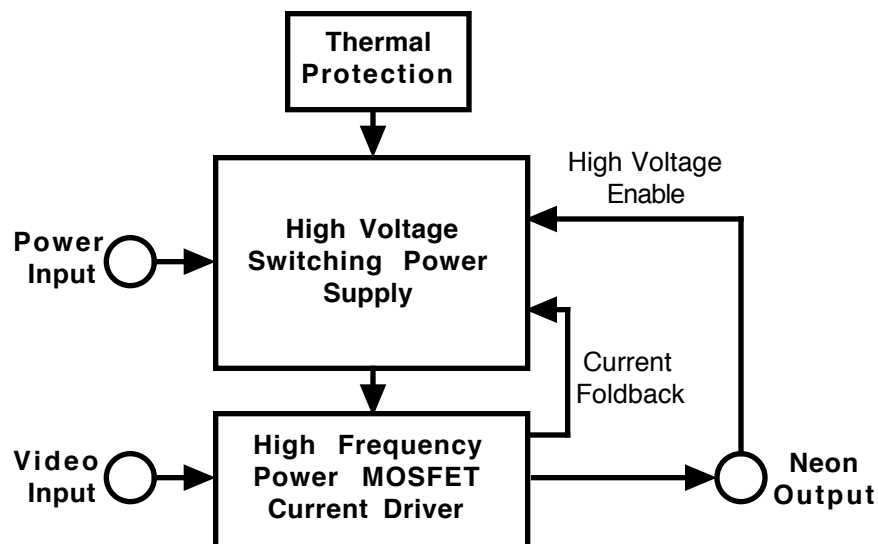 Thermal
Protection
High Voltage
Enable
Power
Input
High Voltage
Switching Power
Supply
Current
Foldback
Video
Input
High Frequency
Power MOSFET
Current Driver
Neon
Output